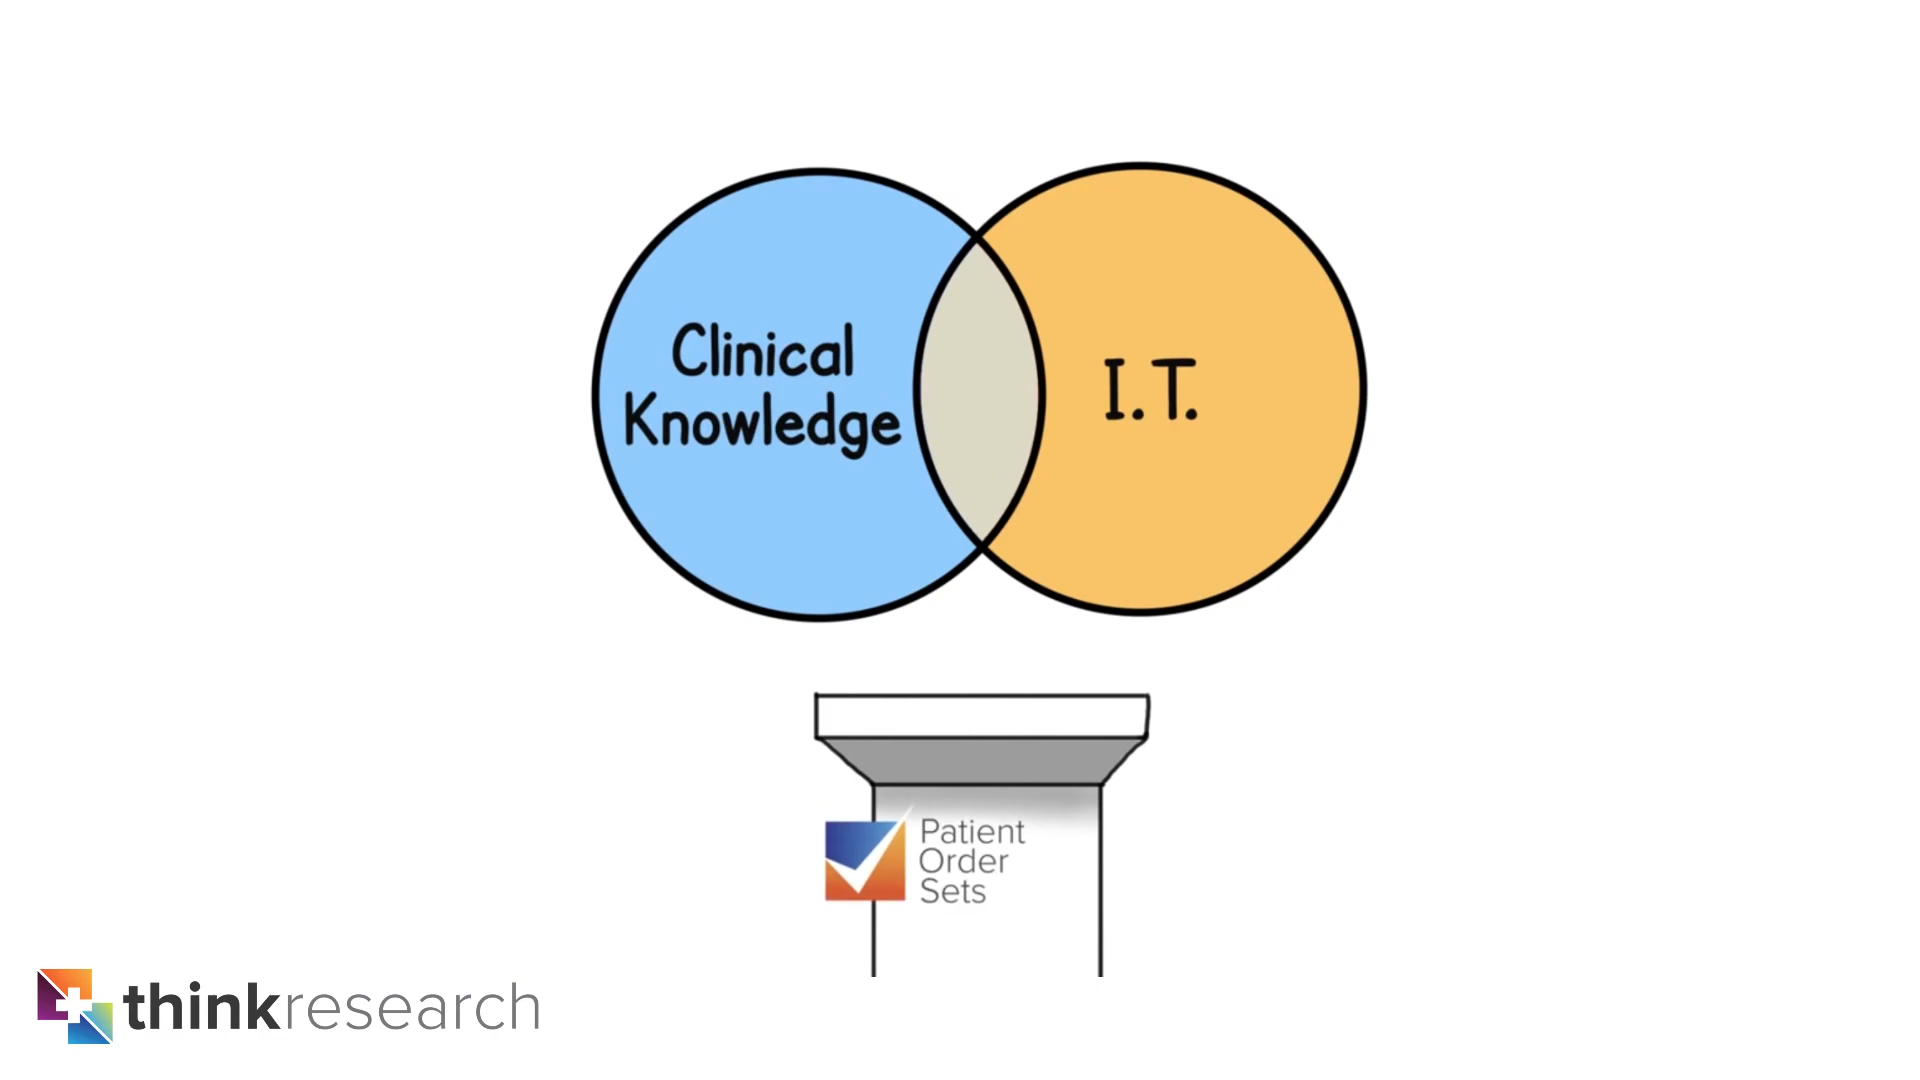 Clinical
Knowledge
I.T.
Patient
Order
Sets
thinkresearch